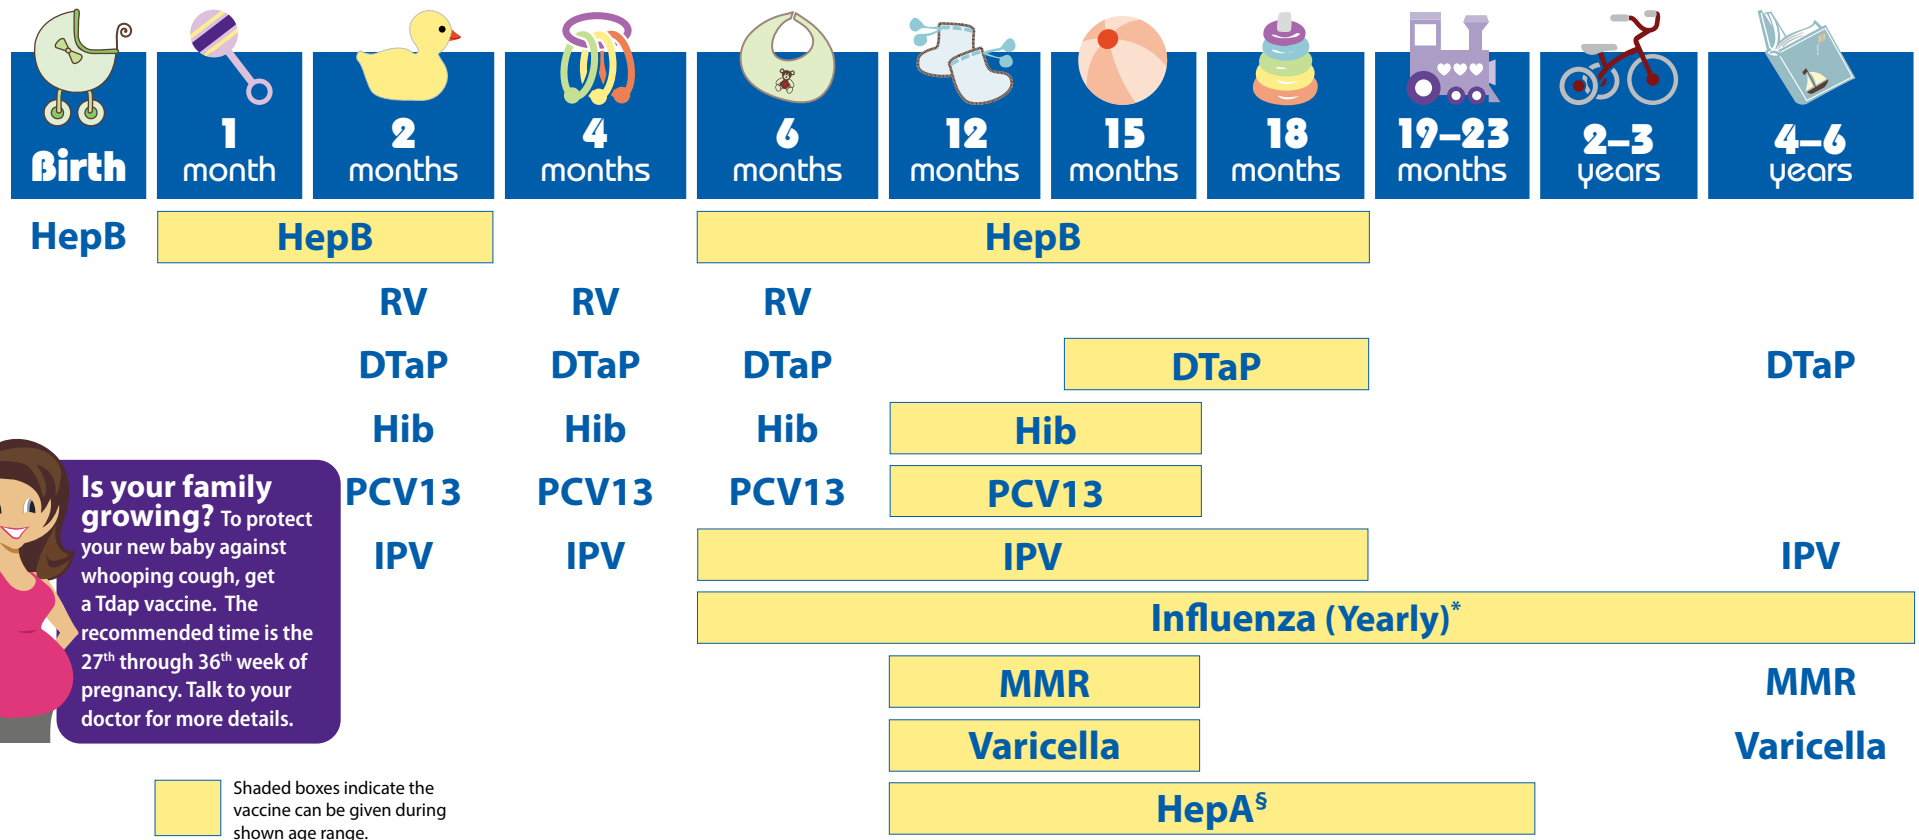 Birth
1
month
2
months
4
months
6
months
12
months
15
months
18
months
19–23
months
2–3
years
4–6
years
HepB HepB HepB
RV RV RV
DTaP DTaP DTaP DTaP DTaP
Hib Hib Hib Hib
PCV13 PCV13 PCV13 PCV13
IPV IPV IPV IPV
Influenza (Yearly)*
MMR MMR
Varicella Varicella
HepA§
Is your family
growing? To protect
your new baby against
whooping cough, get
a Tdap vaccine. The
recommended time is the
27th through 36th week of
pregnancy. Talk to your
doctor for more details.
Shaded boxes indicate the
vaccine can be given during
shown age range.